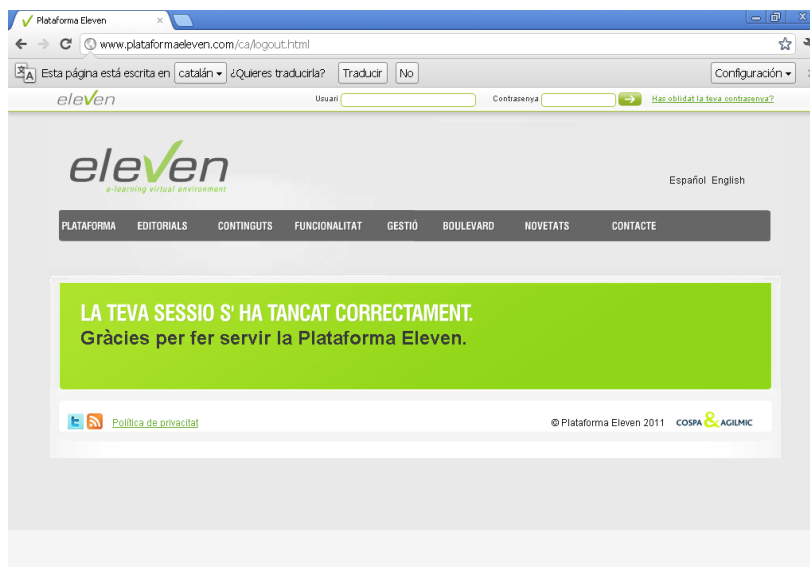 Plataforma Eleven
www.plataformaeleven.com/ca/logout.html
Esta página está escrita en catalán ¿Quieres traducirla? Traducir No Configuración
eleven Usuari Contrasenya Has oblidat la teva contrasenya?
eleven
e-learning virtual environment
Español English
PLATAFORMA EDITORIALS CONTINGUTS FUNCIONALITAT GESTIÓ BOULEVARD NOVETATS CONTACTE
LA TEVA SESSIO S' HA TANCAT CORRECTAMENT.
Gràcies per fer servir la Plataforma Eleven.
Política de privacitat © Plataforma Eleven 2011 COSPA & AGILMIC